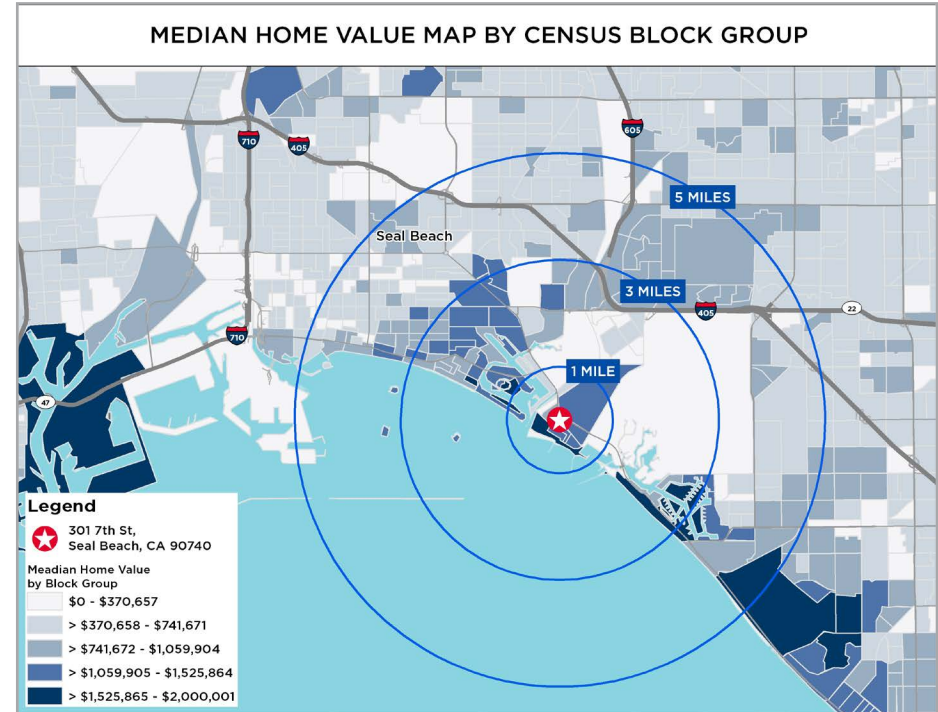 MEDIAN HOME VALUE MAP BY CENSUS BLOCK GROUP
605
710
405
5 MILES
Seal Beach
3 MILES
405
22
710
1 MILE
47
Legend
301 7th St,
Seal Beach, CA 90740
Meadian Home Value
by Block Group
$0 - $370,657
> $370,658 - $741,671
> $741,672 - $1,059,904
> $1,059,905 - $1,525,864
> $1,525,865 - $2,000,001